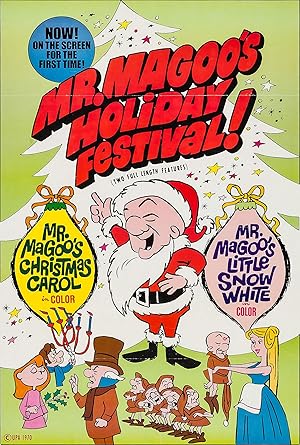 NOW!
ON THE SCREEN
FOR THE
FIRST TIME!
MR. MAGOO'S
HOLIDAY
FESTIVAL!
(TWO FULL LENGTH FEATURES)
MR.
MAGOO'S
CHRISTMAS
CAROL
in COLOR
MR.
MAGOO'S
LITTLE
SNOW
WHITE
in COLOR
© UPA 1970